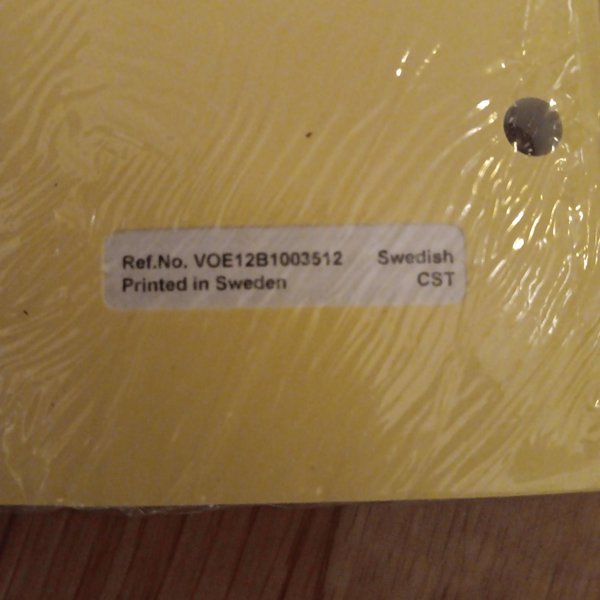 Ref.No. VOE12B1003512 Swedish
Printed in Sweden CST